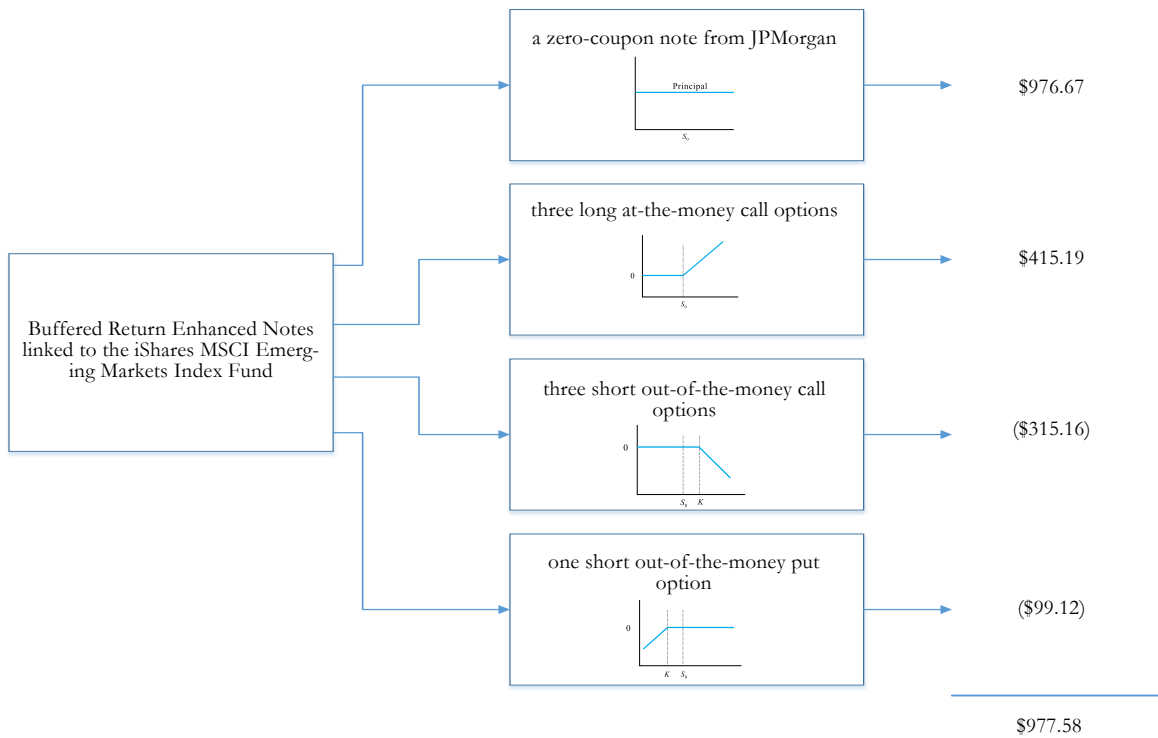 a zero-coupon note from JPMorgan
Principal
S₀
$976.67
three long at-the-money call options
0
S₀
$415.19
Buffered Return Enhanced Notes
linked to the iShares MSCI Emerg-
ing Markets Index Fund
three short out-of-the-money call
options
0
S₀ K
($315.16)
one short out-of-the-money put
option
0
K S₀
($99.12)
$977.58